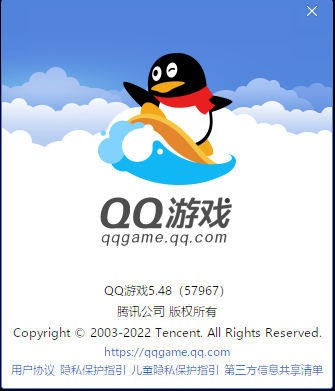 QQ游戏
qqgame.qq.com
QQ游戏5.48（57967）
腾讯公司 版权所有
Copyright © 2003-2022 Tencent. All Rights Reserved.
https://qqgame.qq.com
用户协议 隐私保护指引 儿童隐私保护指引 第三方信息共享清单